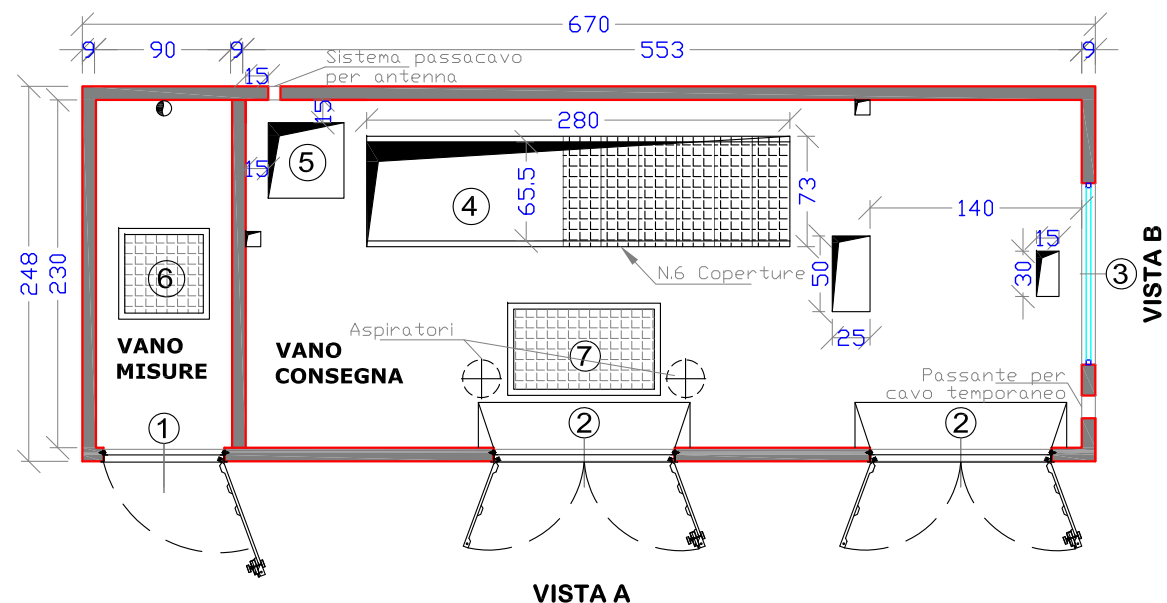 670
9
90
9
553
9
Sistema passacavo
per antenna
15
15
15
280
5
4
65.5
73
140
248
230
6
N.6 Coperture
50
25
30
15
3
VISTA B
Aspiratori
7
VANO
MISURE
VANO
CONSEGNA
Passante per
cavo temporaneo
1
2
2
VISTA A